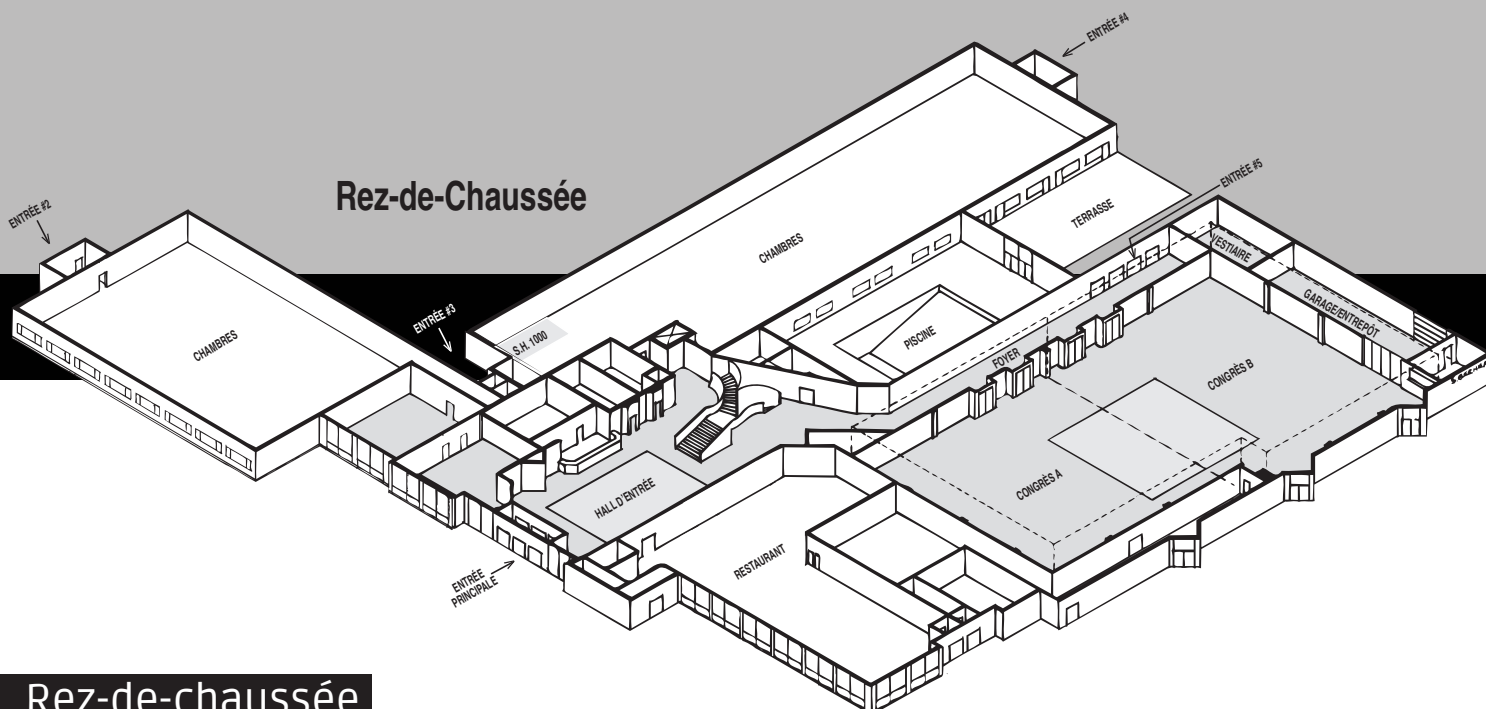 ENTRÉE #4
Rez-de-Chaussée
ENTRÉE #5
ENTRÉE #2
TERRASSE
VESTIAIRE
CHAMBRES
GARAGE/ENTREPÔT
ENTRÉE #3
S.H. 1000
PISCINE
CHAMBRES
FOYER
CONGRÈS B
CONGRÈS A
HALL D'ENTRÉE
RESTAURANT
ENTRÉE
PRINCIPALE
Rez-de-chaussée